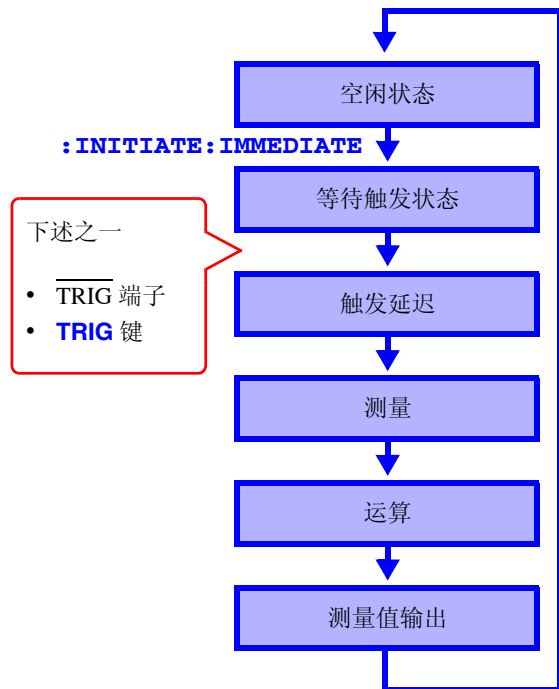 空闲状态
:INITIATE:IMMEDIATE
等待触发状态
下述之一
• TRIG 端子
• TRIG 键
触发延迟
测量
运算
测量值输出